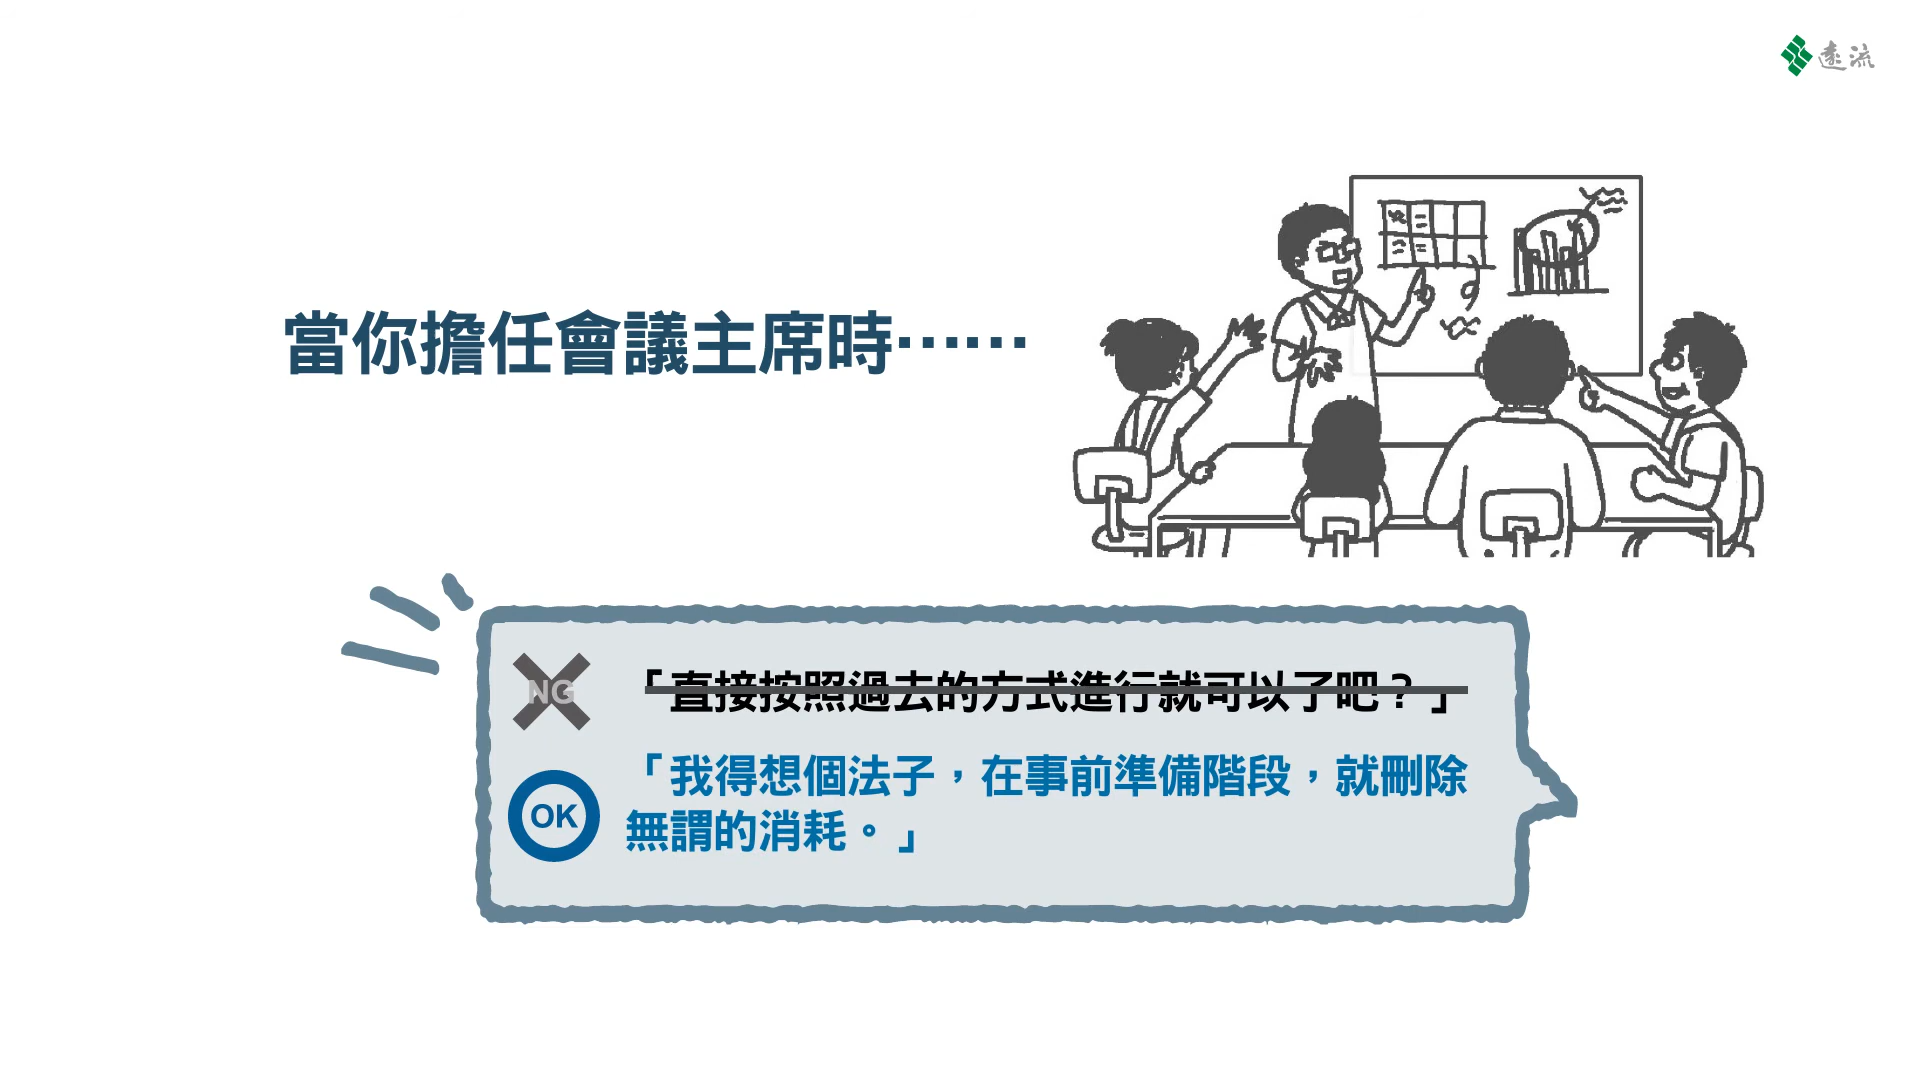 遠流
當你擔任會議主席時⋯⋯
NG
「直接按照過去的方式進行就可以了吧？」
OK
「我得想個法子，在事前準備階段，就刪除
無謂的消耗。」